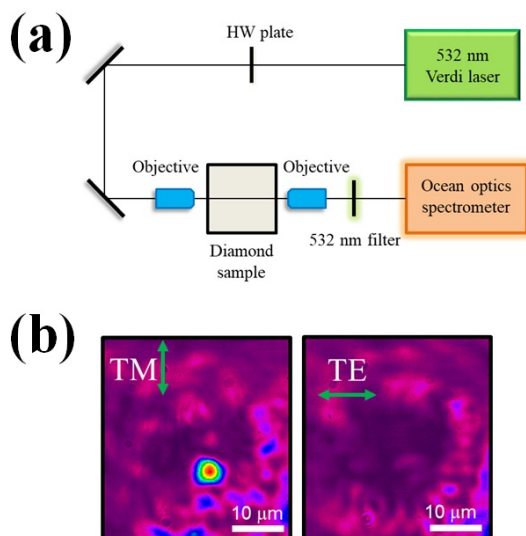 (a)
HW plate
532 nm
Verdi laser
Objective
Objective
Ocean optics
spectrometer
Diamond
sample
532 nm filter
(b)
TM
TE
10 μm
10 μm